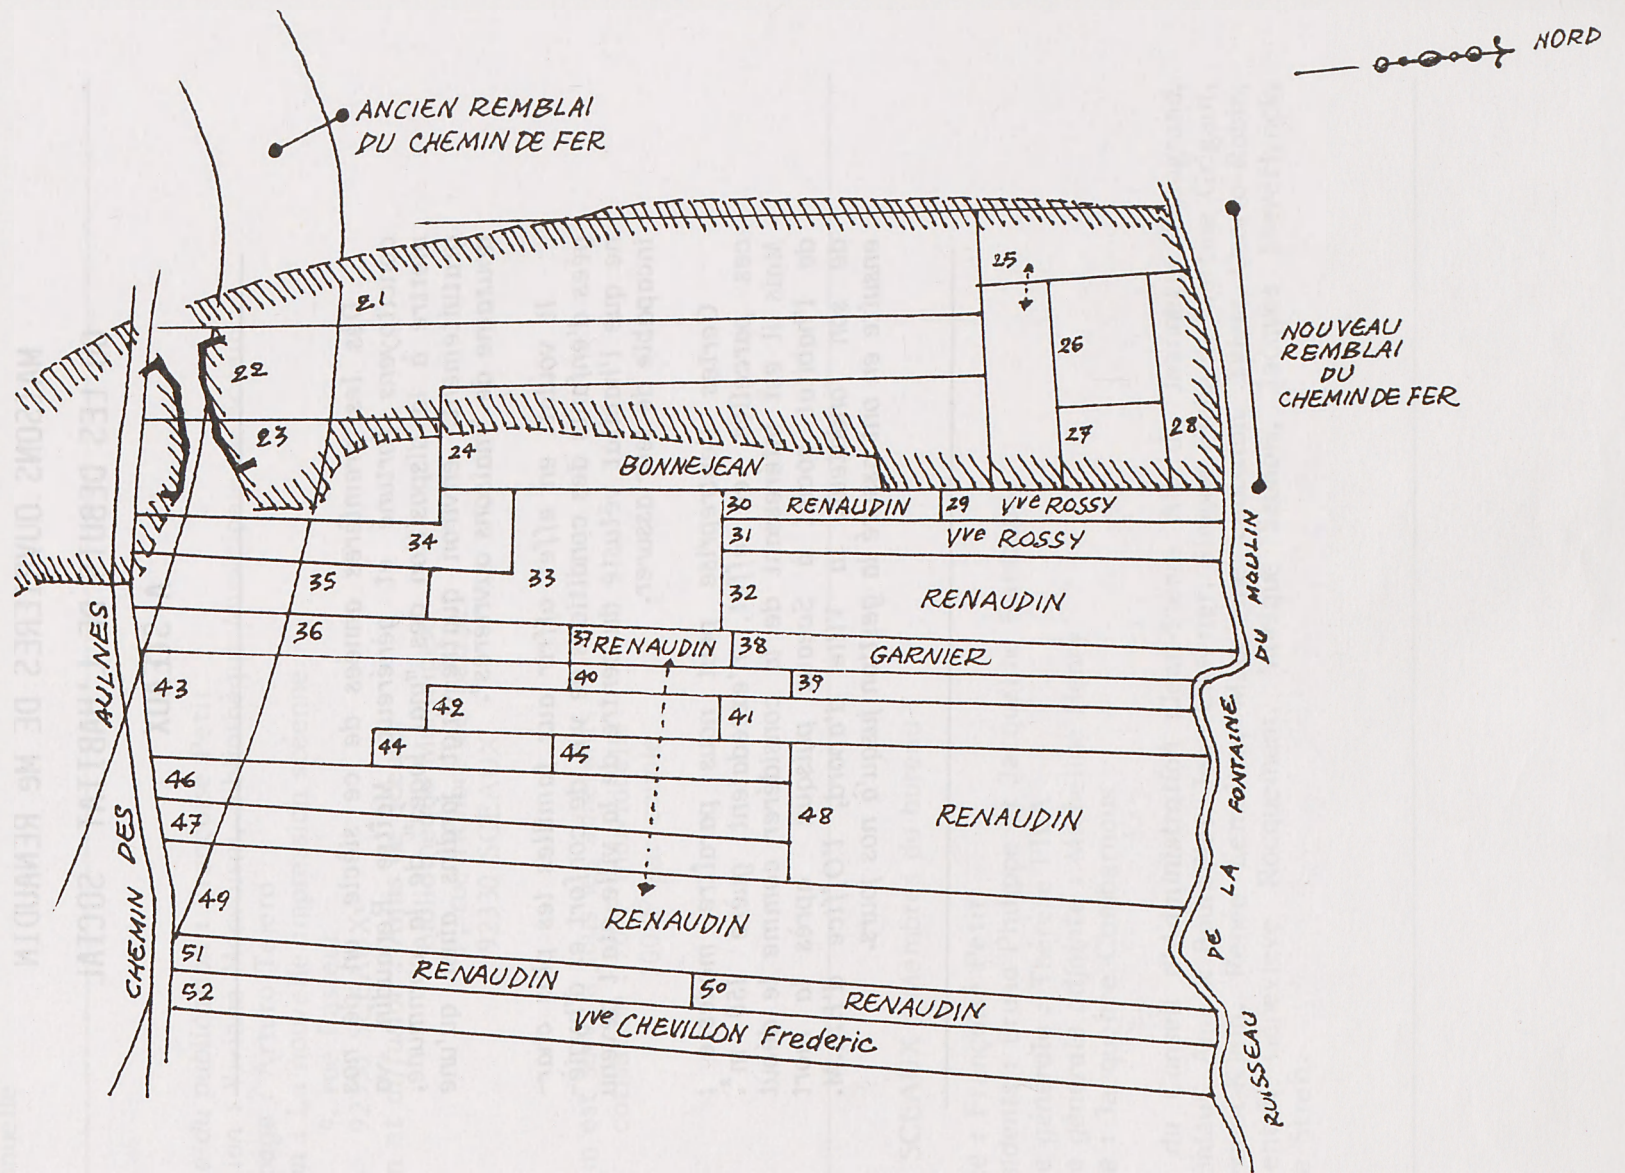 NORD
ANCIEN REMBLAI
DU CHEMIN DE FER
25
21
NOUVEAU
REMBLAI
DU
CHEMIN DE FER
26
22
23
27
28
24
BONNEJEAN
30 RENAUDIN 29 Vve ROSSY
34
31 Vve ROSSY
35
33
32 RENAUDIN
36
37 RENAUDIN 38 GARNIER
40
39
43
42
41
44
45
46
47
48 RENAUDIN
49
RENAUDIN
51 RENAUDIN 50 RENAUDIN
52 Vve CHEVILLON Frederic
CHEMIN DES AULNES
RUISSEAU DE LA FONTAINE DU MOULIN